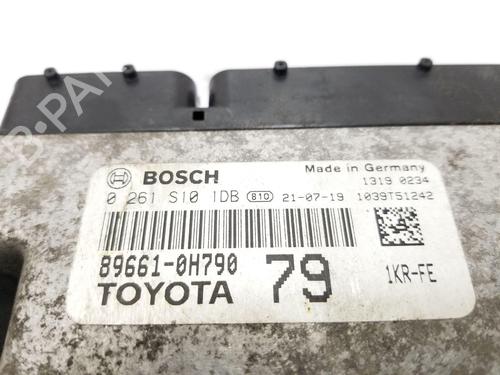 BOSCH
Made in Germany
1319 0234
0 261 S10 1DB 810 21-07-19 1039T51242
89661-0H790
79
TOYOTA
1KR-FE